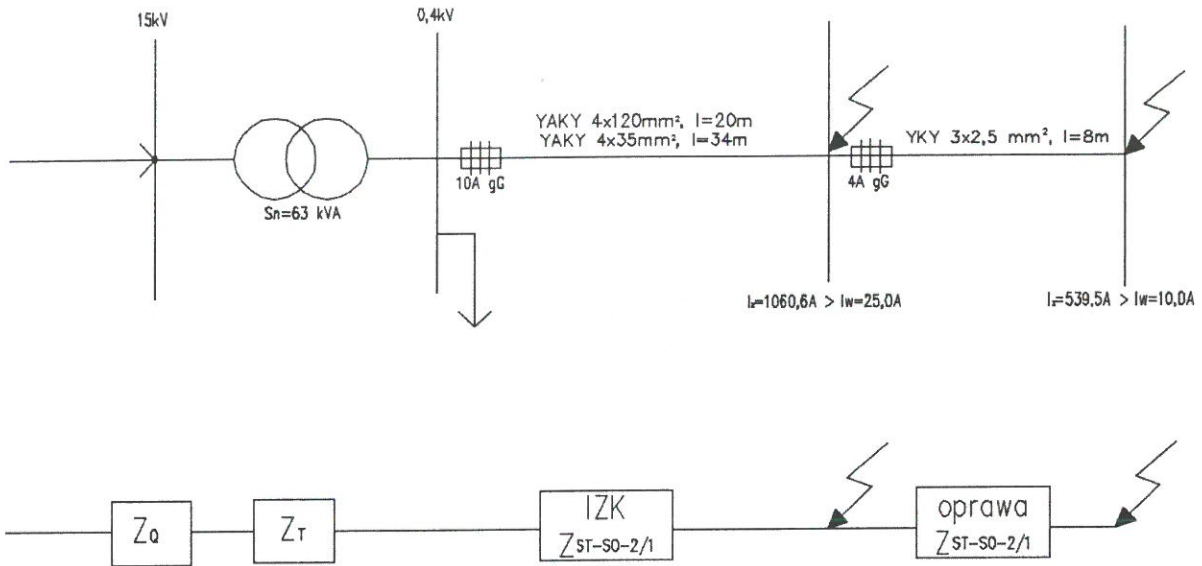 15kV
0,4kV
YAKY 4x120mm², l=20m
YAKY 4x35mm², l=34m
YKY 3x2,5 mm², l=8m
10A gG
4A gG
Sn=63 kVA
Iz=1060,6A > Iw=25,0A
Iz=539,5A > Iw=10,0A
ZQ
ZT
IZK
ZST-SO-2/1
oprawa
ZST-SO-2/1